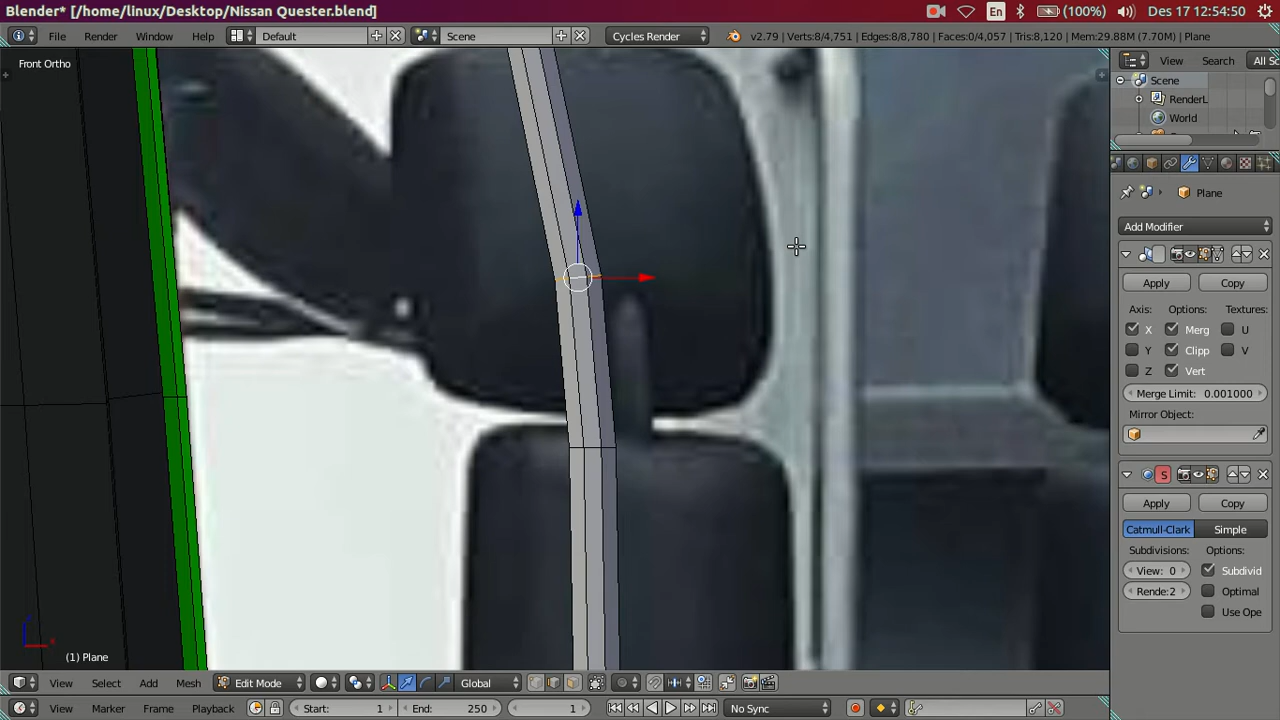 Blender* [/home/linux/Desktop/Nissan Quester.blend]
En (100%) Des 17 12:54:50
File Render Window Help Default Scene Cycles Render v2.79 | Verts:8/4,751 | Edges:8/8,780 | Faces:0/4,057 | Tris:8,120 | Mem:29.88M (7.70M) | Plane
Front Ortho
View Search All Sc
Scene
RenderL
World
Plane
Add Modifier
Apply Copy
Axis: Options: Textures:
X Merg U
Y Clipp V
Z Vert
Merge Limit: 0.001000
Mirror Object:
S
Apply Copy
Catmull-Clark Simple
Subdivisions: Options:
View: 0 Subdivid
Rende:2 Optimal
Use Ope
(1) Plane
View Select Add Mesh Edit Mode Global
View Marker Frame Playback Start: 1 End: 250 1 No Sync